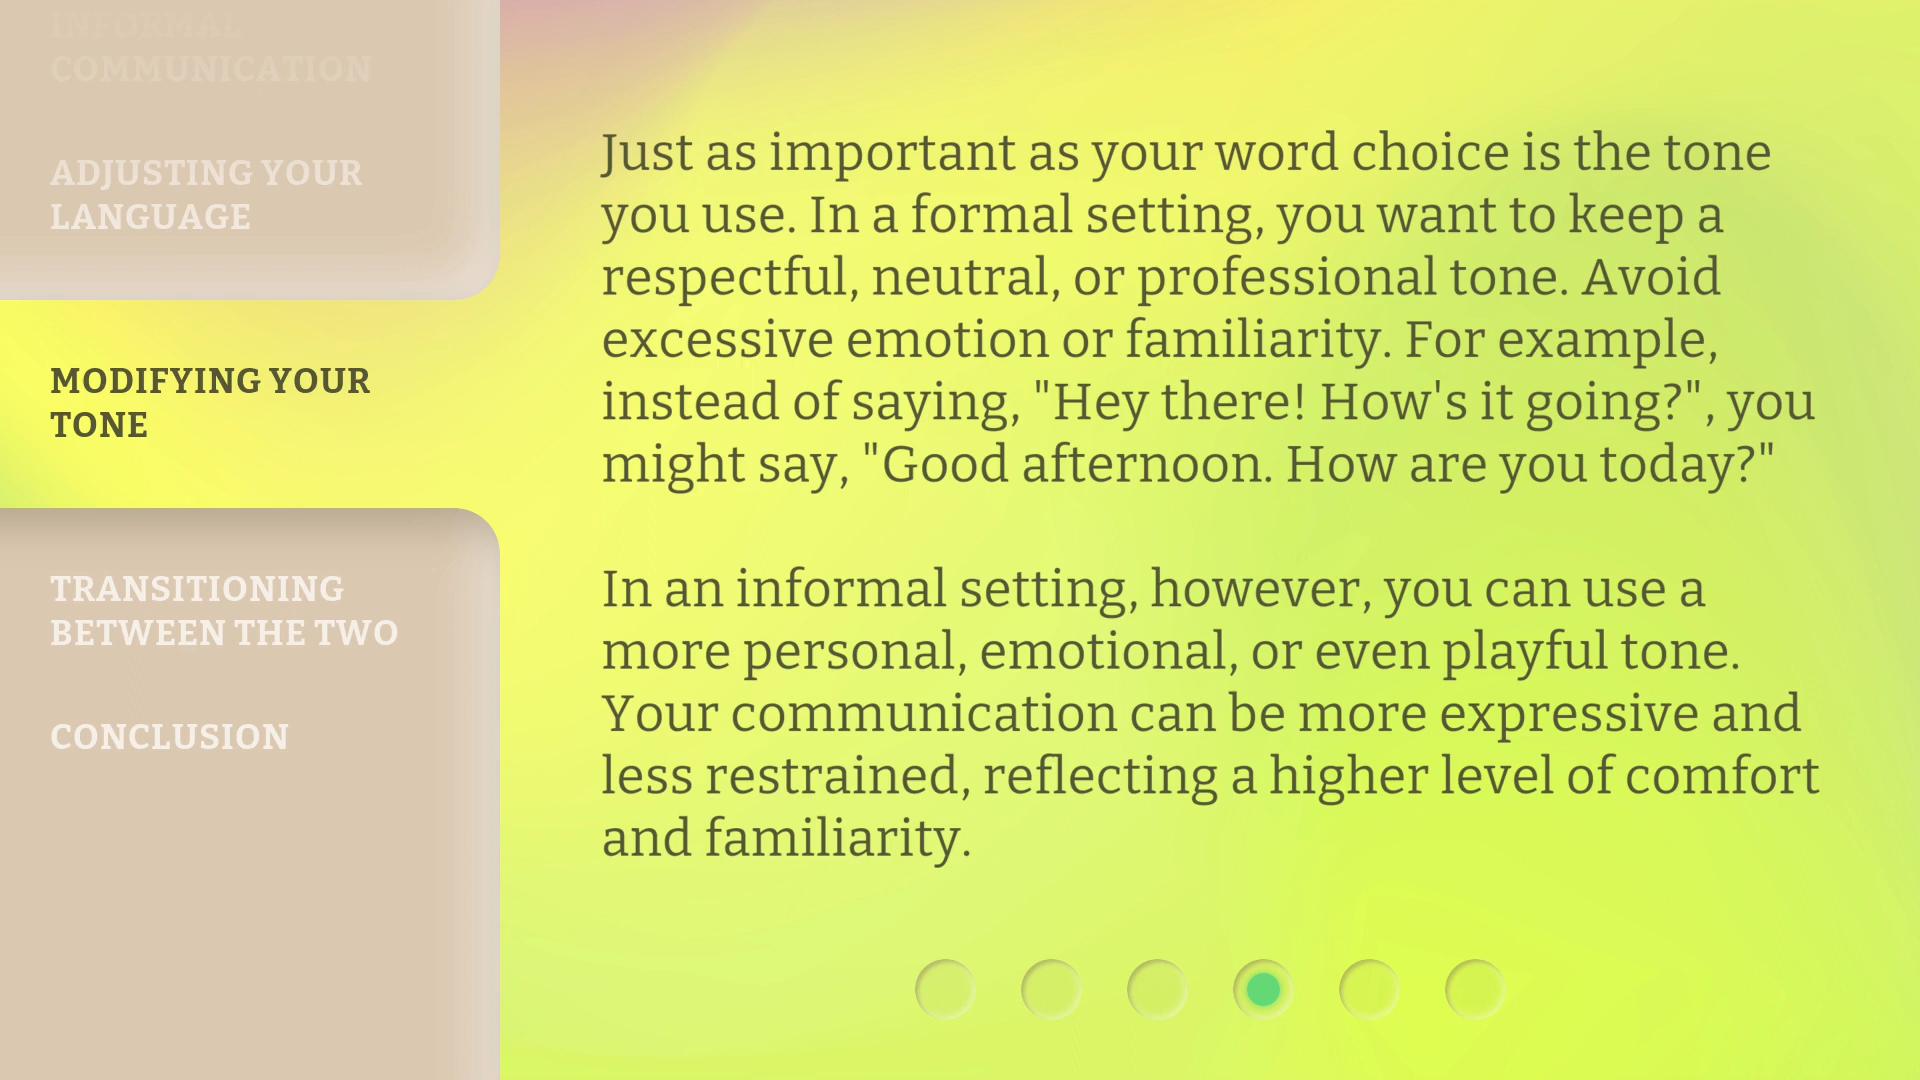 INFORMAL
COMMUNICATION
ADJUSTING YOUR
LANGUAGE
MODIFYING YOUR
TONE
TRANSITIONING
BETWEEN THE TWO
CONCLUSION
Just as important as your word choice is the tone
you use. In a formal setting, you want to keep a
respectful, neutral, or professional tone. Avoid
excessive emotion or familiarity. For example,
instead of saying, "Hey there! How's it going?", you
might say, "Good afternoon. How are you today?"
In an informal setting, however, you can use a
more personal, emotional, or even playful tone.
Your communication can be more expressive and
less restrained, reflecting a higher level of comfort
and familiarity.